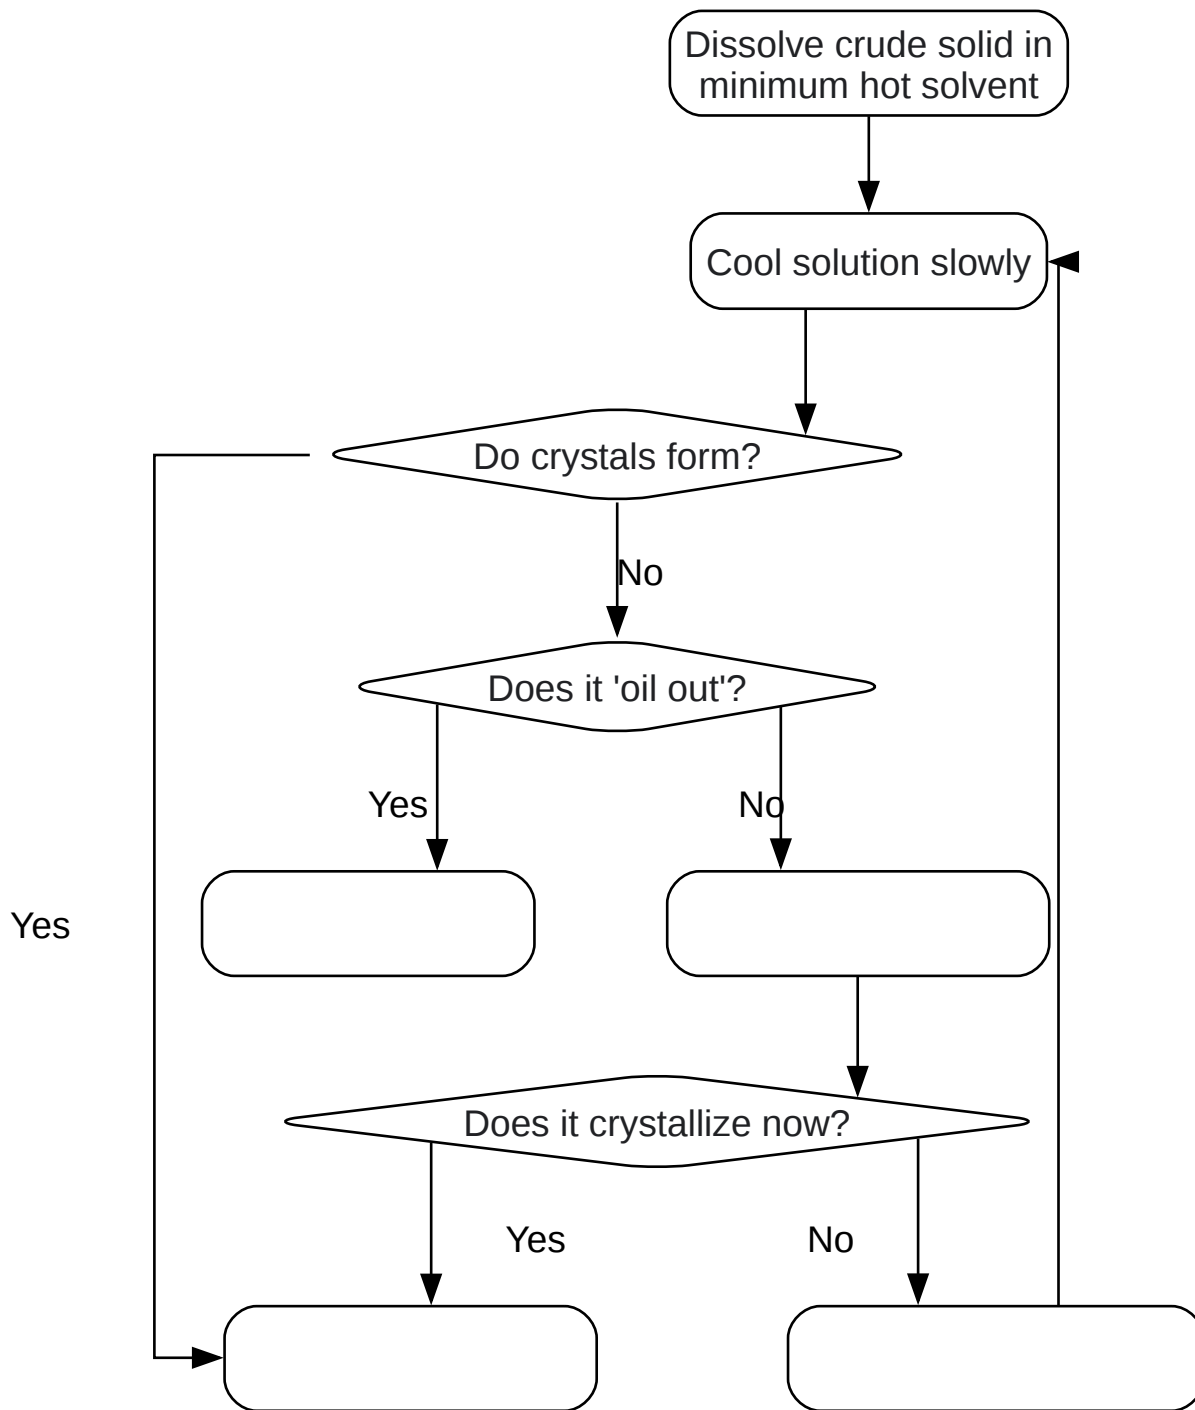 Dissolve crude solid in
minimum hot solvent
Cool solution slowly
Do crystals form?
No
Does it 'oil out'?
Yes
No
Yes
Does it crystallize now?
Yes
No